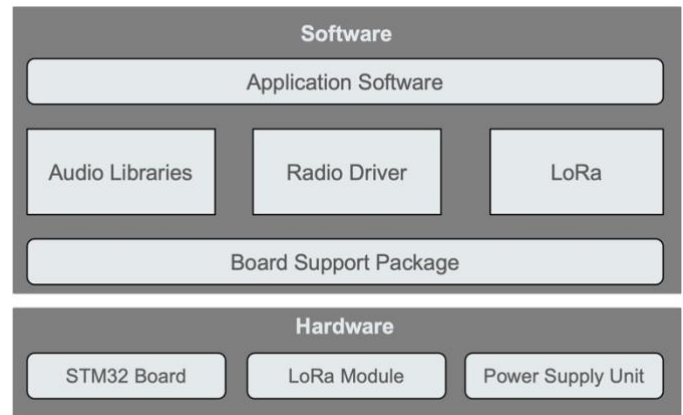 Software
Application Software
Audio Libraries
Radio Driver
LoRa
Board Support Package
Hardware
STM32 Board
LoRa Module
Power Supply Unit